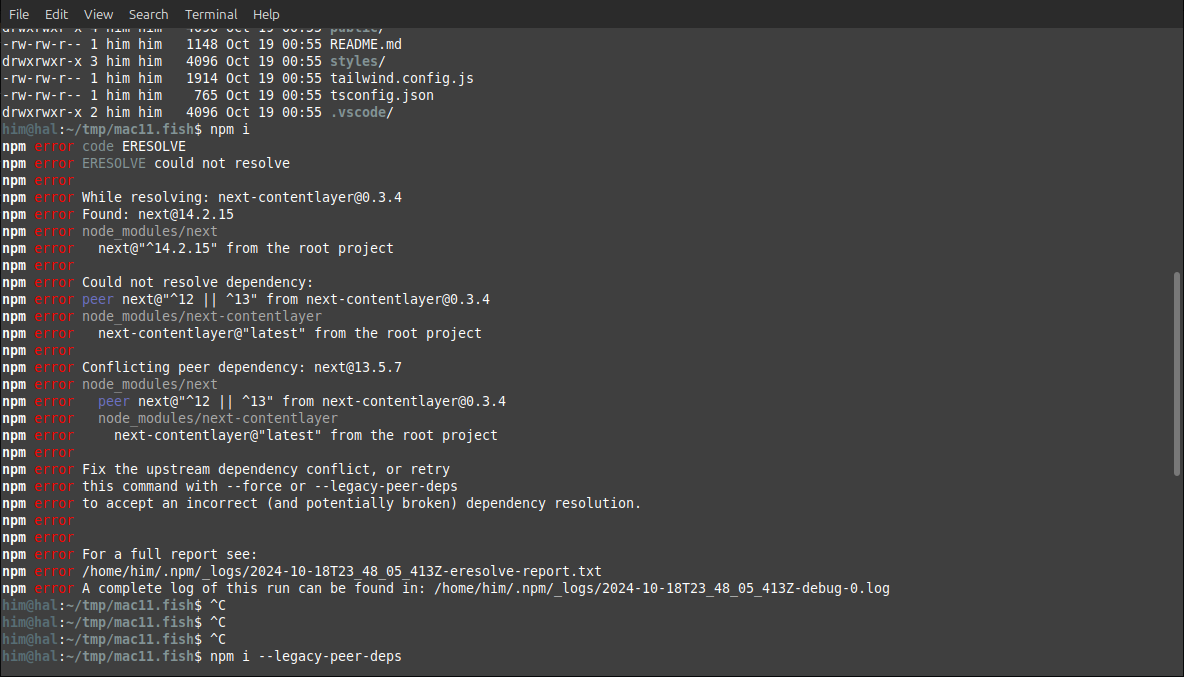 File Edit View Search Terminal Help
drwxrwxr-x 4 him him   4096 Oct 19 00:55 public/
-rw-rw-r-- 1 him him   1148 Oct 19 00:55 README.md
drwxrwxr-x 3 him him   4096 Oct 19 00:55 styles/
-rw-rw-r-- 1 him him   1914 Oct 19 00:55 tailwind.config.js
-rw-rw-r-- 1 him him    765 Oct 19 00:55 tsconfig.json
drwxrwxr-x 2 him him   4096 Oct 19 00:55 .vscode/
him@hal:~/tmp/mac11.fish$ npm i
npm error code ERESOLVE
npm error ERESOLVE could not resolve
npm error
npm error While resolving: next-contentlayer@0.3.4
npm error Found: next@14.2.15
npm error node_modules/next
npm error   next@"^14.2.15" from the root project
npm error
npm error Could not resolve dependency:
npm error peer next@"^12 || ^13" from next-contentlayer@0.3.4
npm error node_modules/next-contentlayer
npm error   next-contentlayer@"latest" from the root project
npm error
npm error Conflicting peer dependency: next@13.5.7
npm error node_modules/next
npm error   peer next@"^12 || ^13" from next-contentlayer@0.3.4
npm error   node_modules/next-contentlayer
npm error     next-contentlayer@"latest" from the root project
npm error
npm error Fix the upstream dependency conflict, or retry
npm error this command with --force or --legacy-peer-deps
npm error to accept an incorrect (and potentially broken) dependency resolution.
npm error
npm error
npm error For a full report see:
npm error /home/him/.npm/_logs/2024-10-18T23_48_05_413Z-eresolve-report.txt
npm error A complete log of this run can be found in: /home/him/.npm/_logs/2024-10-18T23_48_05_413Z-debug-0.log
him@hal:~/tmp/mac11.fish$ ^C
him@hal:~/tmp/mac11.fish$ ^C
him@hal:~/tmp/mac11.fish$ ^C
him@hal:~/tmp/mac11.fish$ npm i --legacy-peer-deps